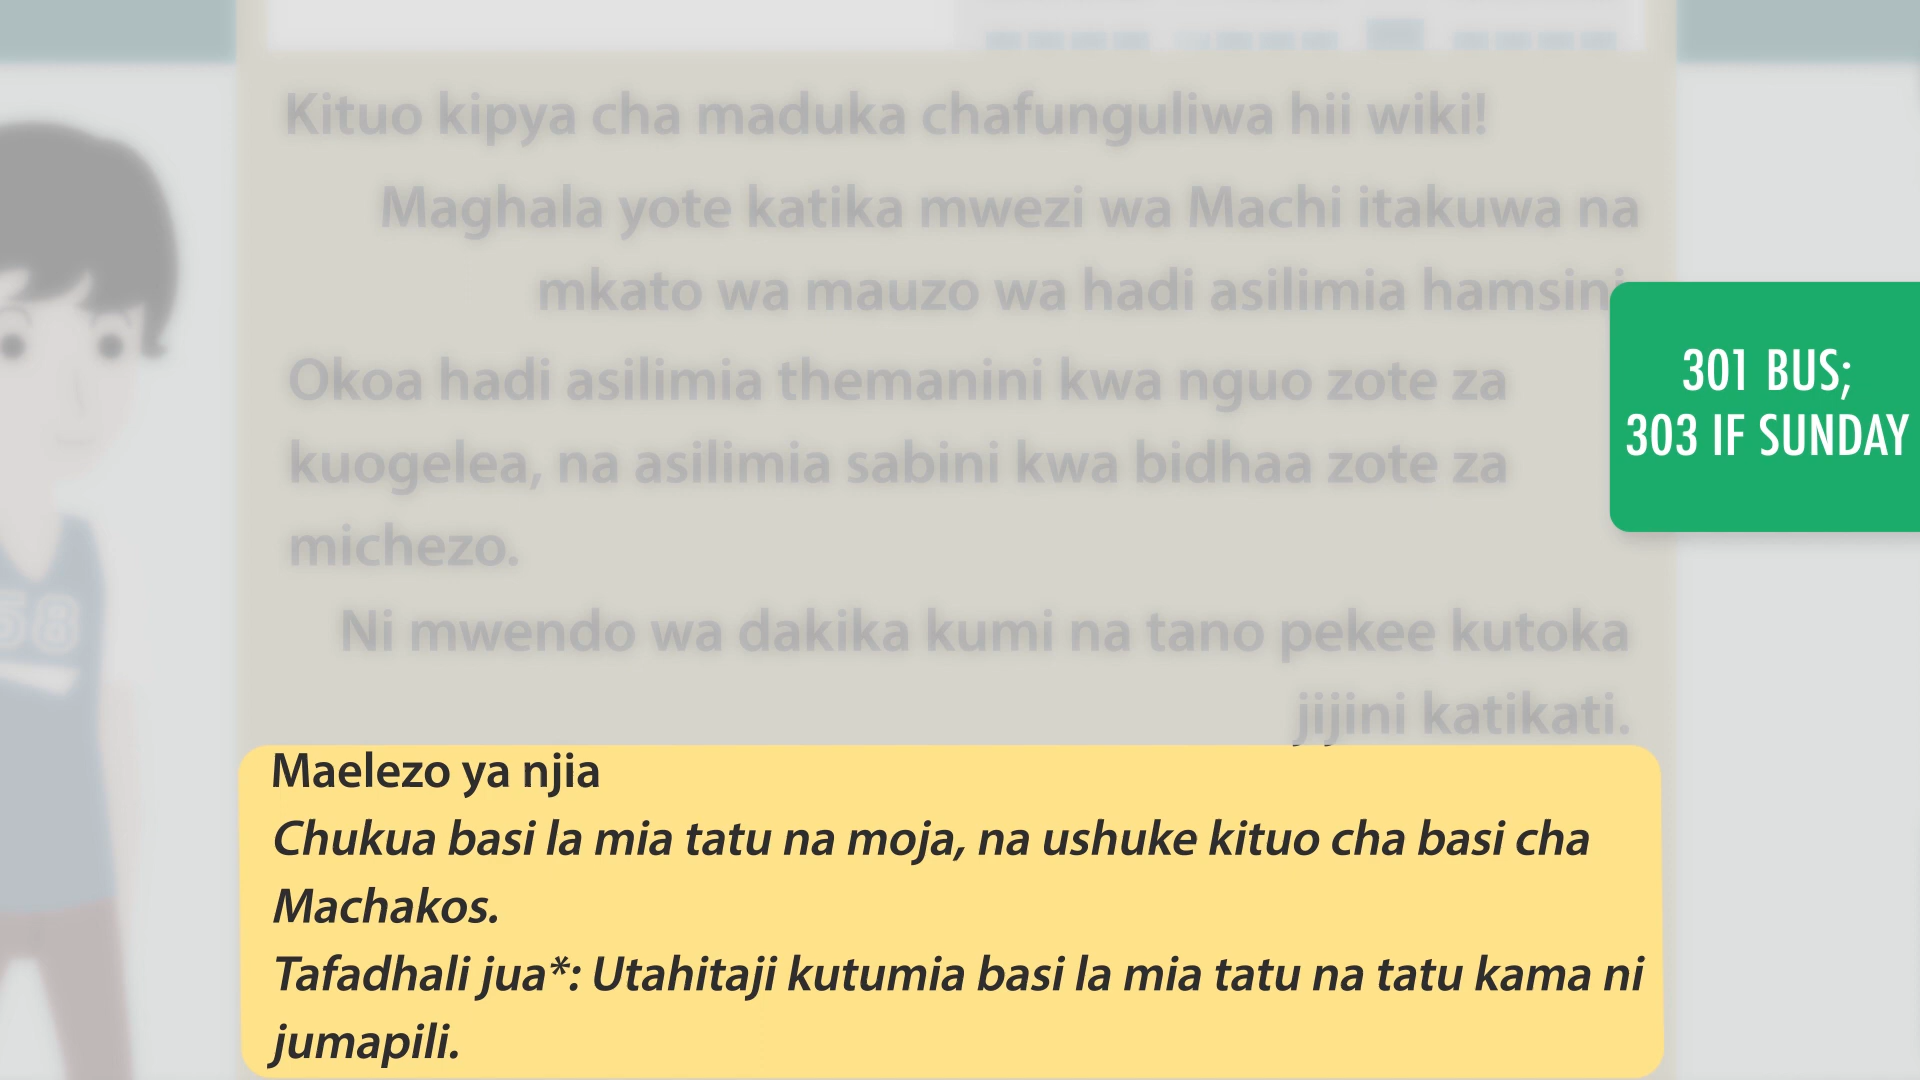 Kituo kipya cha maduka chafunguliwa hii wiki!
Maghala yote katika mwezi wa Machi itakuwa na
mkato wa mauzo wa hadi asilimia hamsini
Okoa hadi asilimia themanini kwa nguo zote za
kuogelea, na asilimia sabini kwa bidhaa zote za
michezo.
Ni mwendo wa dakika kumi na tano pekee kutoka
jijini katikati.
301 BUS;
303 IF SUNDAY
58
Maelezo ya njia
Chukua basi la mia tatu na moja, na ushuke kituo cha basi cha
Machakos.
Tafadhali jua*: Utahitaji kutumia basi la mia tatu na tatu kama ni
jumapili.